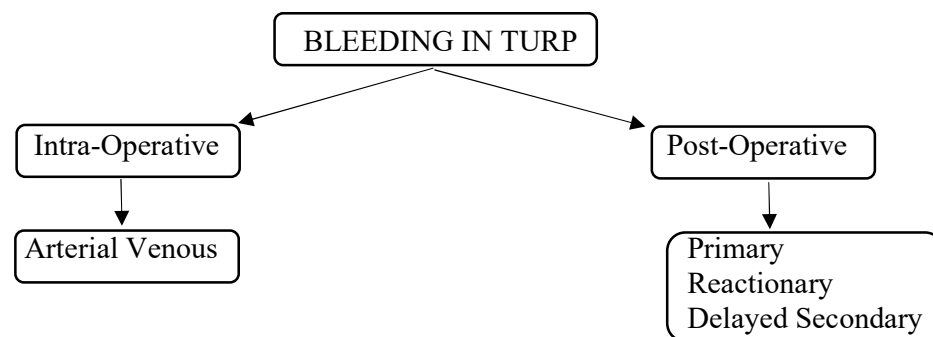 BLEEDING IN TURP
Intra-Operative
Post-Operative
Arterial Venous
Primary
Reactionary
Delayed Secondary